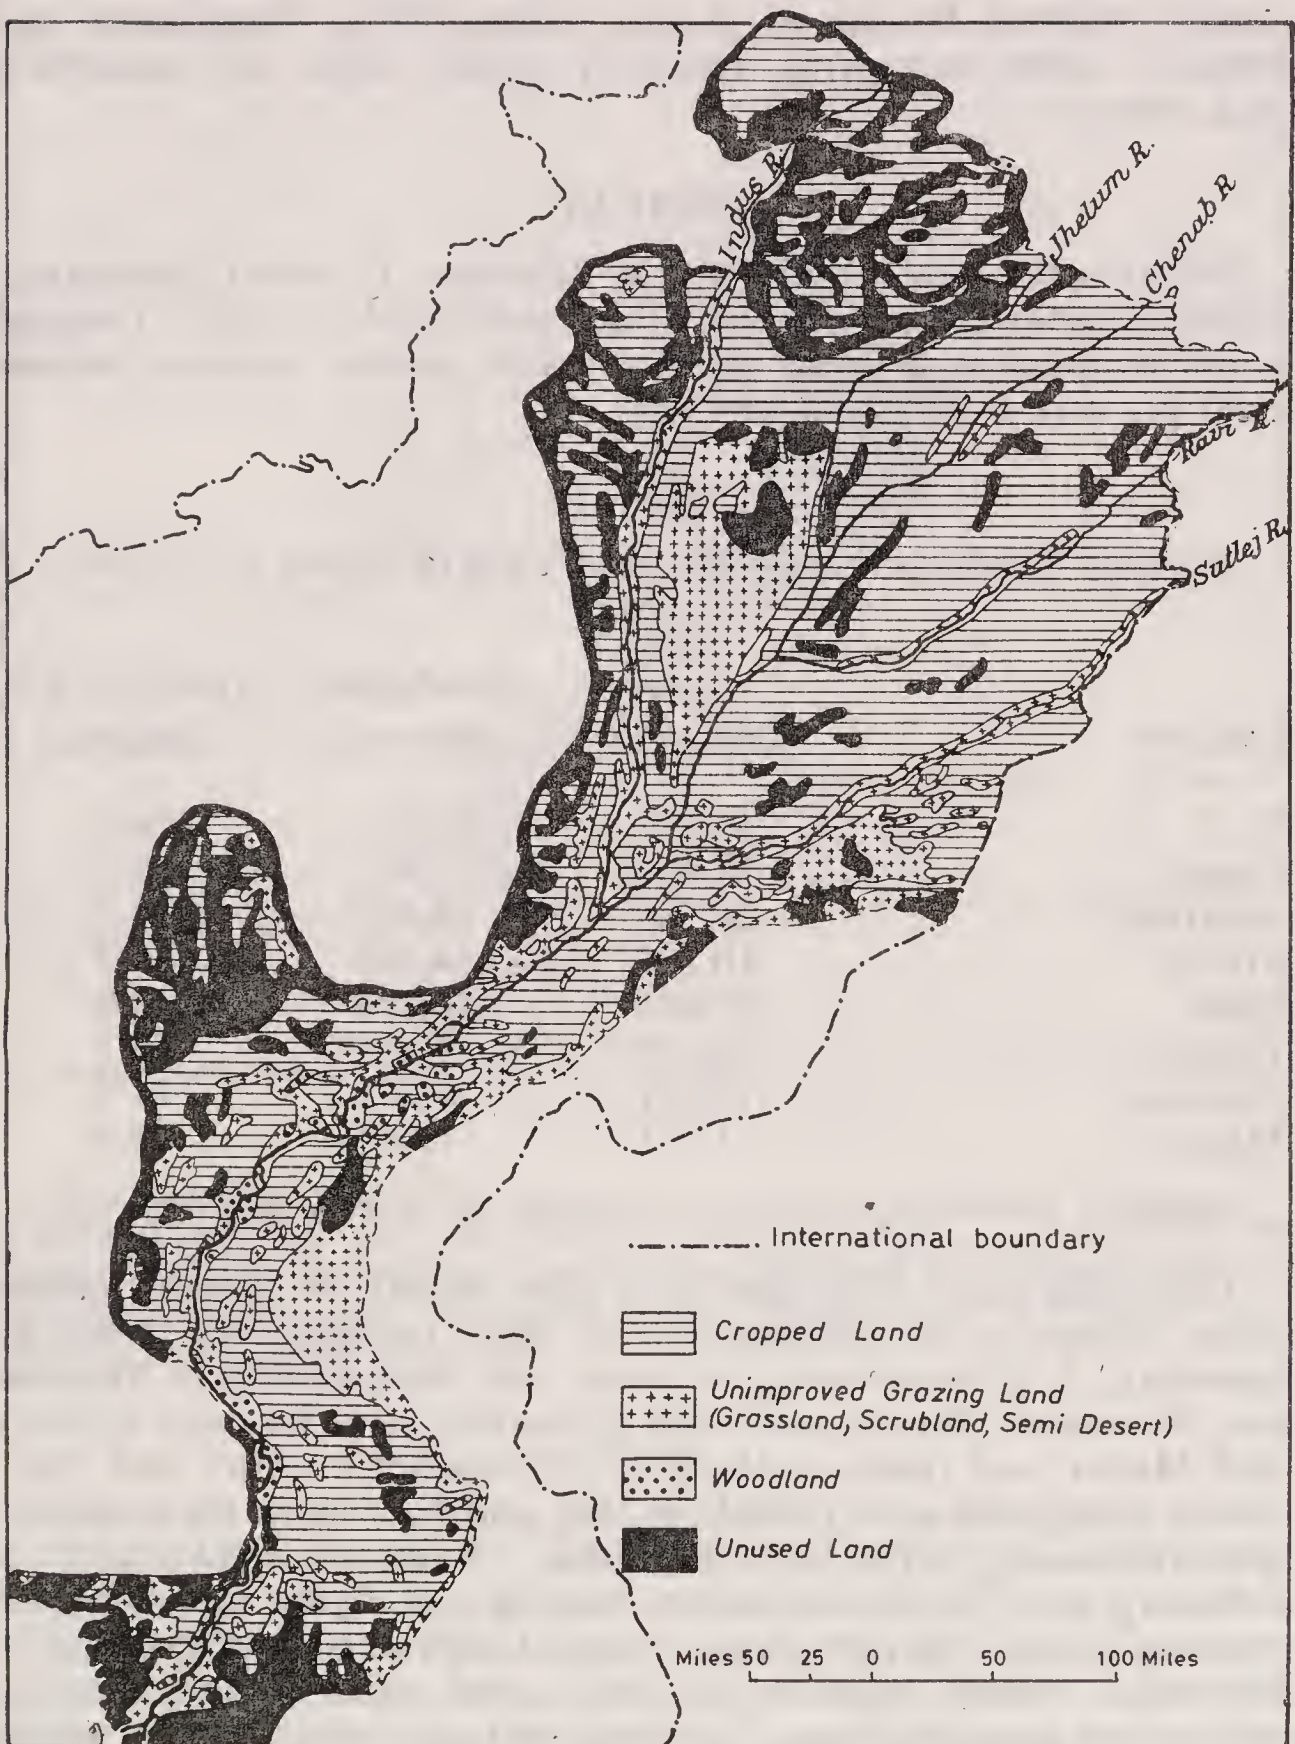 Indus R.
Jhelum R.
Chenab R
Ravi R.
Sutlej R.
International boundary
Cropped Land
Unimproved Grazing Land
(Grassland, Scrubland, Semi Desert)
Woodland
Unused Land
Miles 50 25 0 50 100 Miles